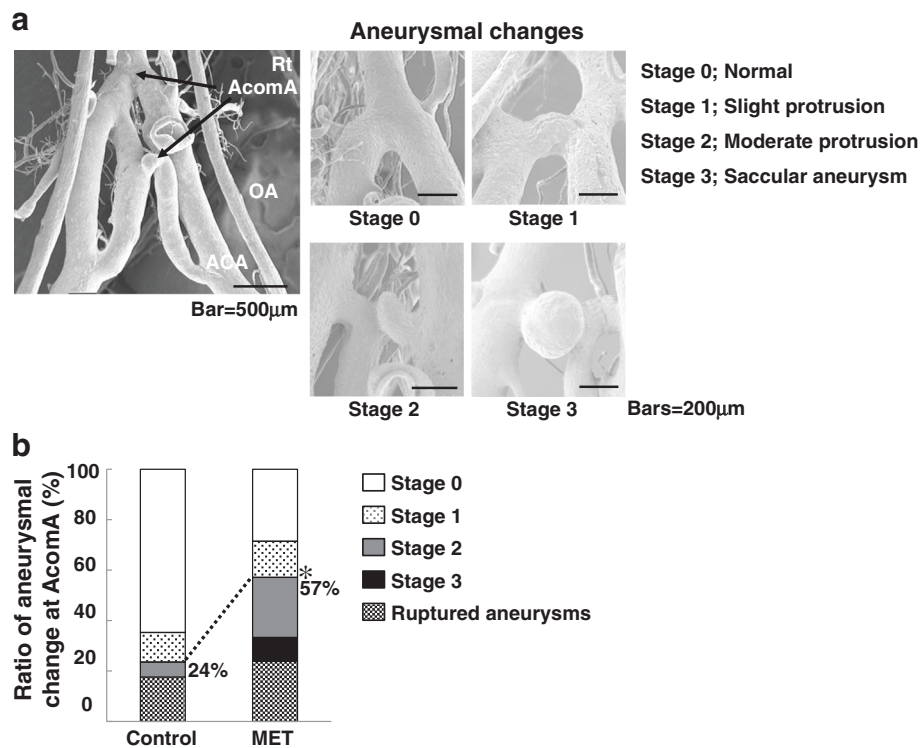 a
Aneurysmal changes
Rt
AcomA
OA
ACA
Bar=500μm
Stage 0
Stage 1
Stage 2
Stage 3
Bars=200μm
Stage 0; Normal
Stage 1; Slight protrusion
Stage 2; Moderate protrusion
Stage 3; Saccular aneurysm
b
Ratio of aneurysmal
change at AcomA (%)
100
80
60
40
20
0
24%
*
57%
Control
MET
Stage 0
Stage 1
Stage 2
Stage 3
Ruptured aneurysms